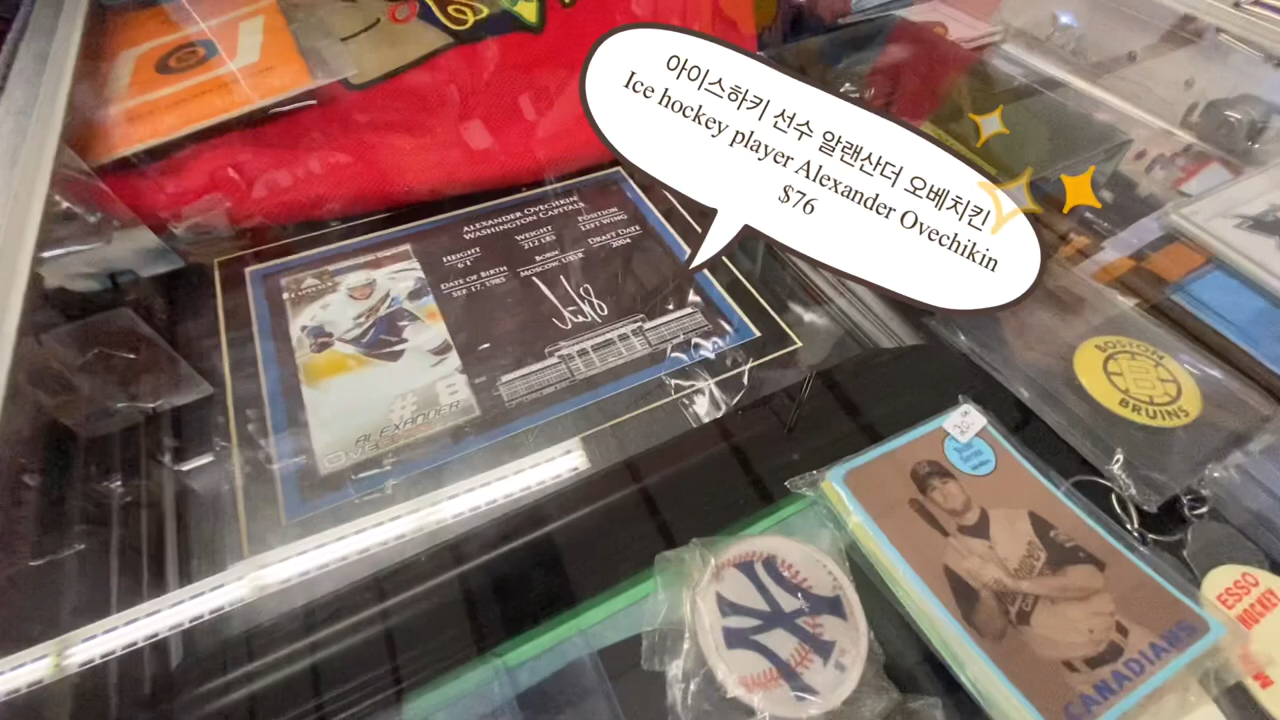 아이스하키 선수 알랜산더 오베치킨
Ice hockey player Alexander Ovechikin
$76
ALEXANDER OVECHKIN
WASHINGTON CAPITALS
HEIGHT
6'1"
WEIGHT
212 LBS
POSITION
LEFT WING
DATE OF BIRTH
SEP 17, 1985
BORN
MOSCOW, USSR
DRAFT DATE
2004
# 8
ALEXANDER
BOSTON
B
BRUINS
20.
CANADIANS
NY
ESSO
HOCKEY